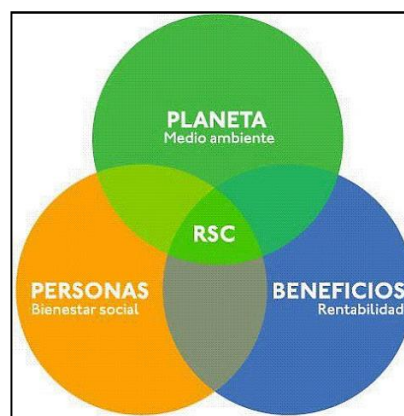 PLANETA
Medio ambiente
RSC
PERSONAS
Bienestar social
BENEFICIOS
Rentabilidad